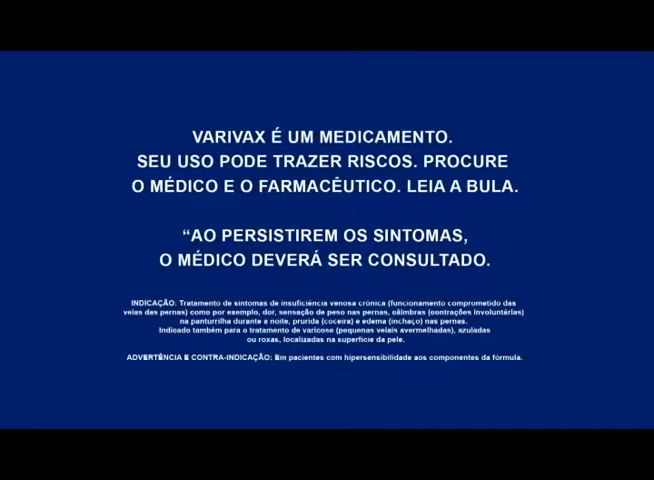 VARIVAX É UM MEDICAMENTO.
SEU USO PODE TRAZER RISCOS. PROCURE
O MÉDICO E O FARMACÊUTICO. LEIA A BULA.
“AO PERSISTIREM OS SINTOMAS,
O MÉDICO DEVERÁ SER CONSULTADO.
INDICAÇÃO: Tratamento de sintomas de insuficiência venosa crônica (funcionamento comprometido das
veias das pernas) como por exemplo, dor, sensação de peso nas pernas, câimbras (contrações involuntárias)
na panturrilha durante a noite, prurida (coceira) e edema (inchaço) nas pernas.
Indicado também para o tratamento de varicose (pequenas veiais avermelhadas), azuladas
ou roxas, localizadas na superfície da pele.
ADVERTÊNCIA E CONTRA-INDICAÇÃO: Em pacientes com hipersensibilidade aos componentes da fórmula.